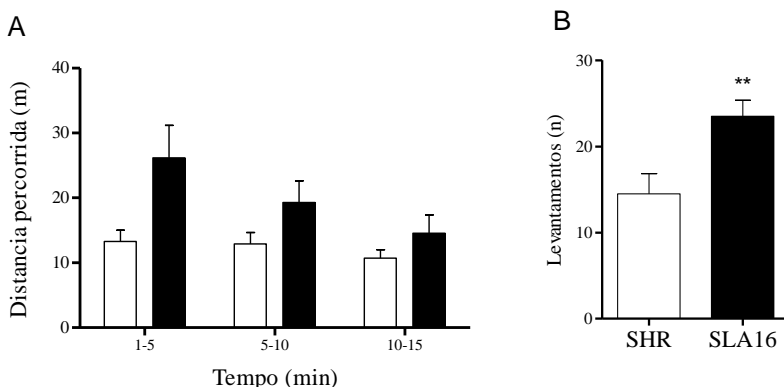 A
Distancia percorrida (m)
40
30
20
10
0
1-5 5-10 10-15
Tempo (min)
B
Levantamentos (n)
30
20
10
0
**
SHR SLA16